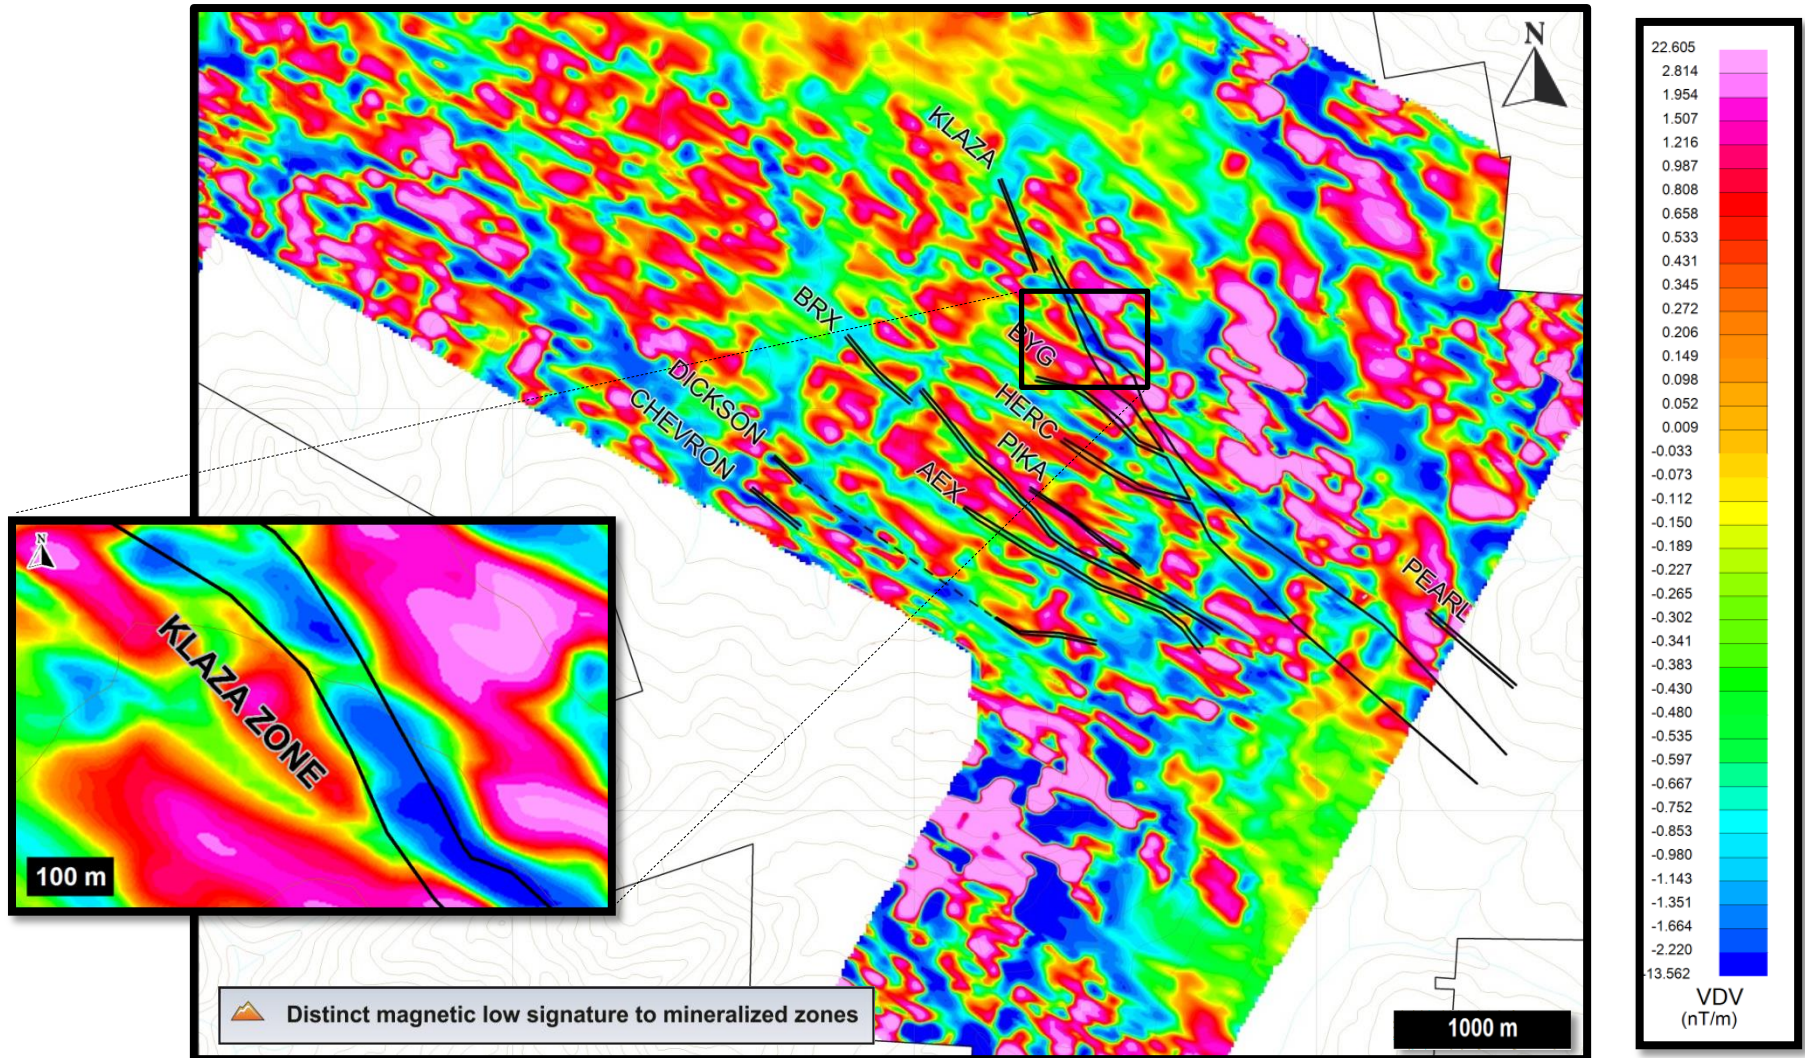 N
KLAZA
BRX
BYG
DICKSON
HERC
CHEVRON
PIKA
AEX
PEARL
N
KLAZA ZONE
100 m
Distinct magnetic low signature to mineralized zones
1000 m
22.605
2.814
1.954
1.507
1.216
0.987
0.808
0.658
0.533
0.431
0.345
0.272
0.206
0.149
0.098
0.052
0.009
-0.033
-0.073
-0.112
-0.150
-0.189
-0.227
-0.265
-0.302
-0.341
-0.383
-0.430
-0.480
-0.535
-0.597
-0.667
-0.752
-0.853
-0.980
-1.143
-1.351
-1.664
-2.220
-13.562
VDV
(nT/m)